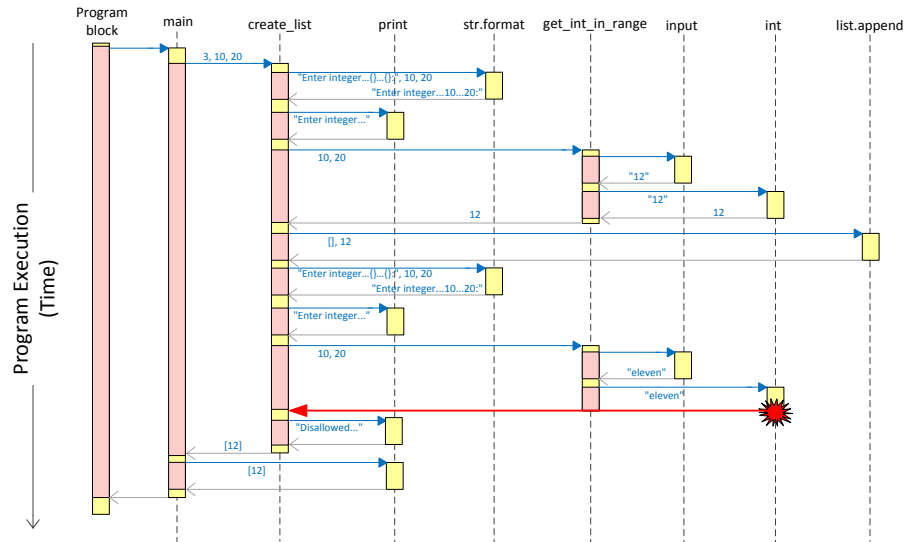 Program
block
main
create_list
print
str.format
get_int_in_range
input
int
list.append
3, 10, 20
"Enter integer...{}...{}:", 10, 20
"Enter integer...10...20:"
"Enter integer..."
10, 20
"12"
"12"
12
12
[], 12
"Enter integer...{}...{}:", 10, 20
"Enter integer...10...20:"
"Enter integer..."
10, 20
"eleven"
"eleven"
"Disallowed..."
[12]
[12]
Program Execution
(Time)